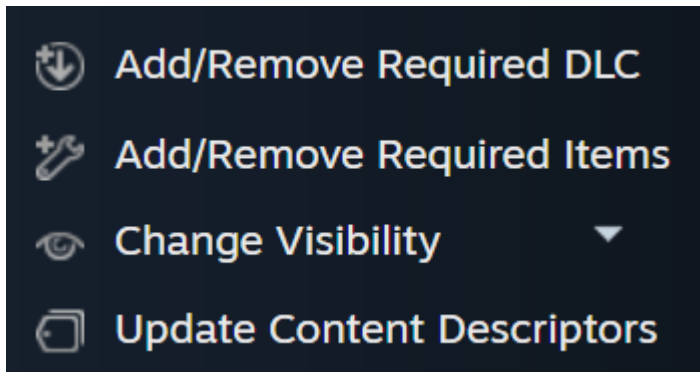 Add/Remove Required DLC
Add/Remove Required Items
Change Visibility
Update Content Descriptors